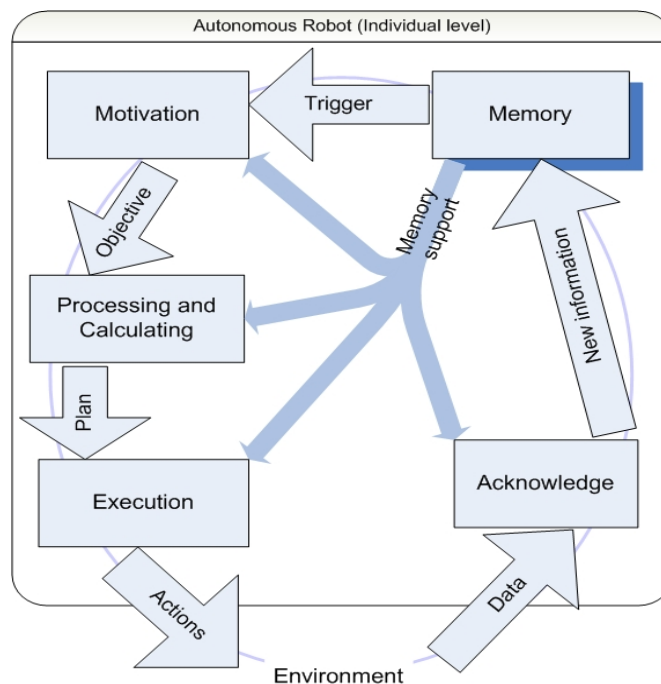 Autonomous Robot (Individual level)
Motivation
Trigger
Memory
Objective
Memory
support
New information
Processing and
Calculating
Plan
Execution
Acknowledge
Actions
Data
Environment